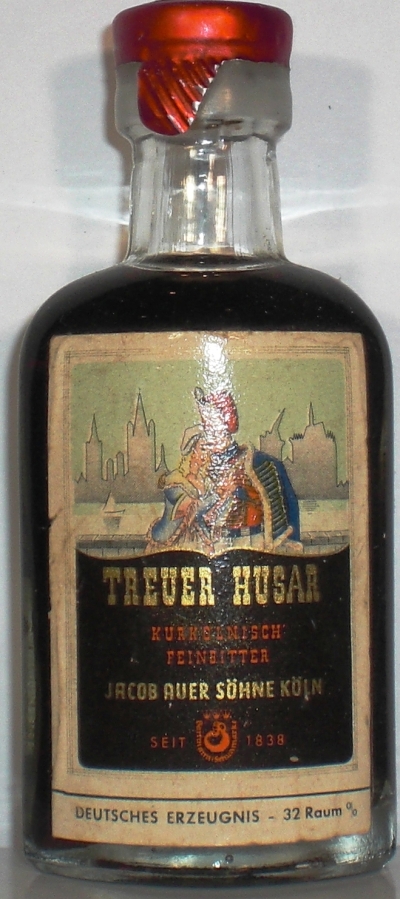 TREUER HUSAR
KURKÖLNISCH
FEINBITTER
JACOB AUER SÖHNE KÖLN
SEIT 1838
DEUTSCHES ERZEUGNIS - 32 Raum %